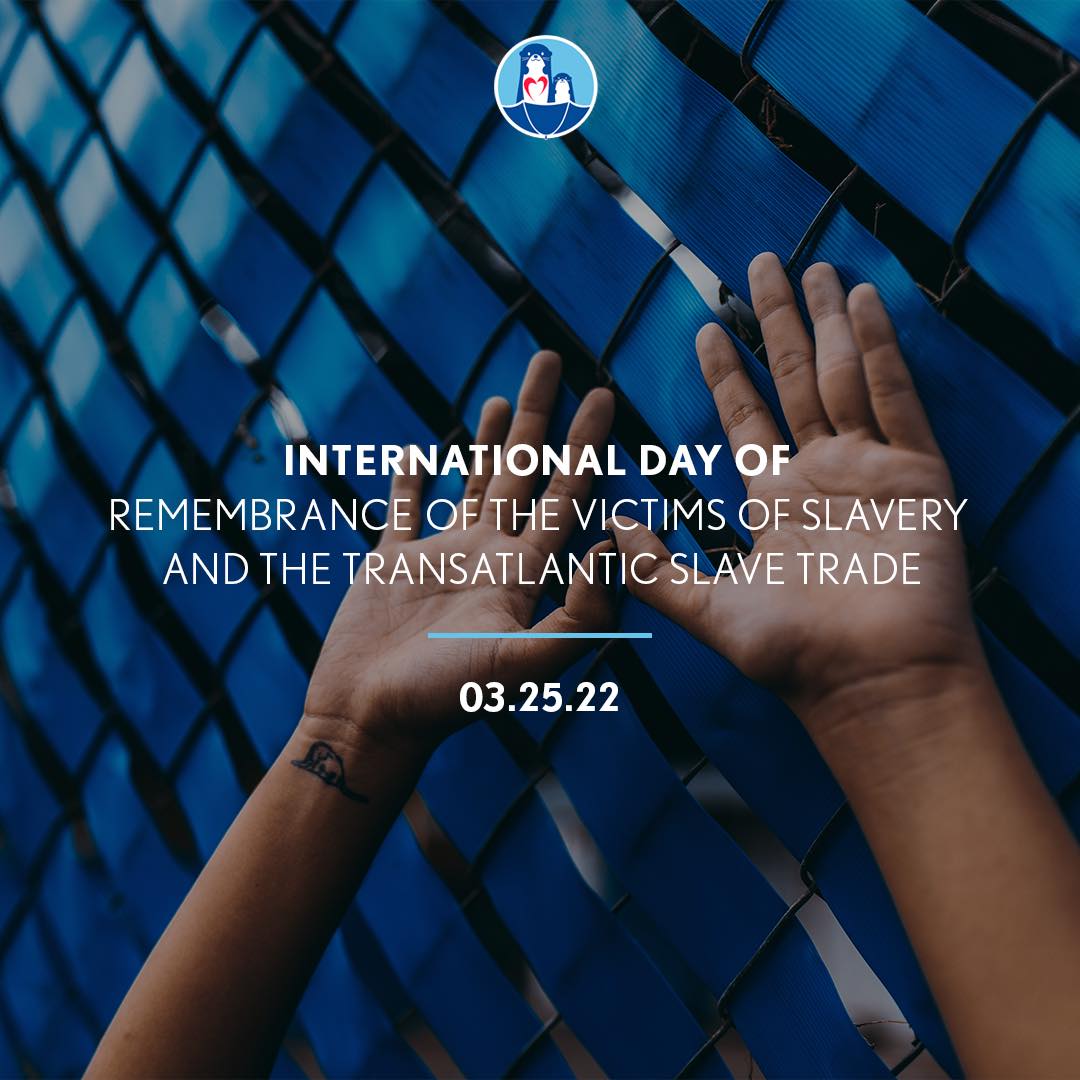 INTERNATIONAL DAY OF
REMEMBRANCE OF THE VICTIMS OF SLAVERY
AND THE TRANSATLANTIC SLAVE TRADE
03.25.22